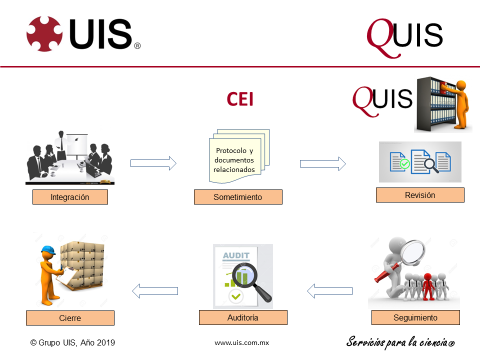 UIS®
QUIS
CEI
QUIS
Protocolo y
documentos
relacionados
Integración
Sometimiento
Revisión
AUDIT
Cierre
Auditoría
Seguimiento
© Grupo UIS, Año 2019
www.uis.com.mx
Servicios para la ciencia®